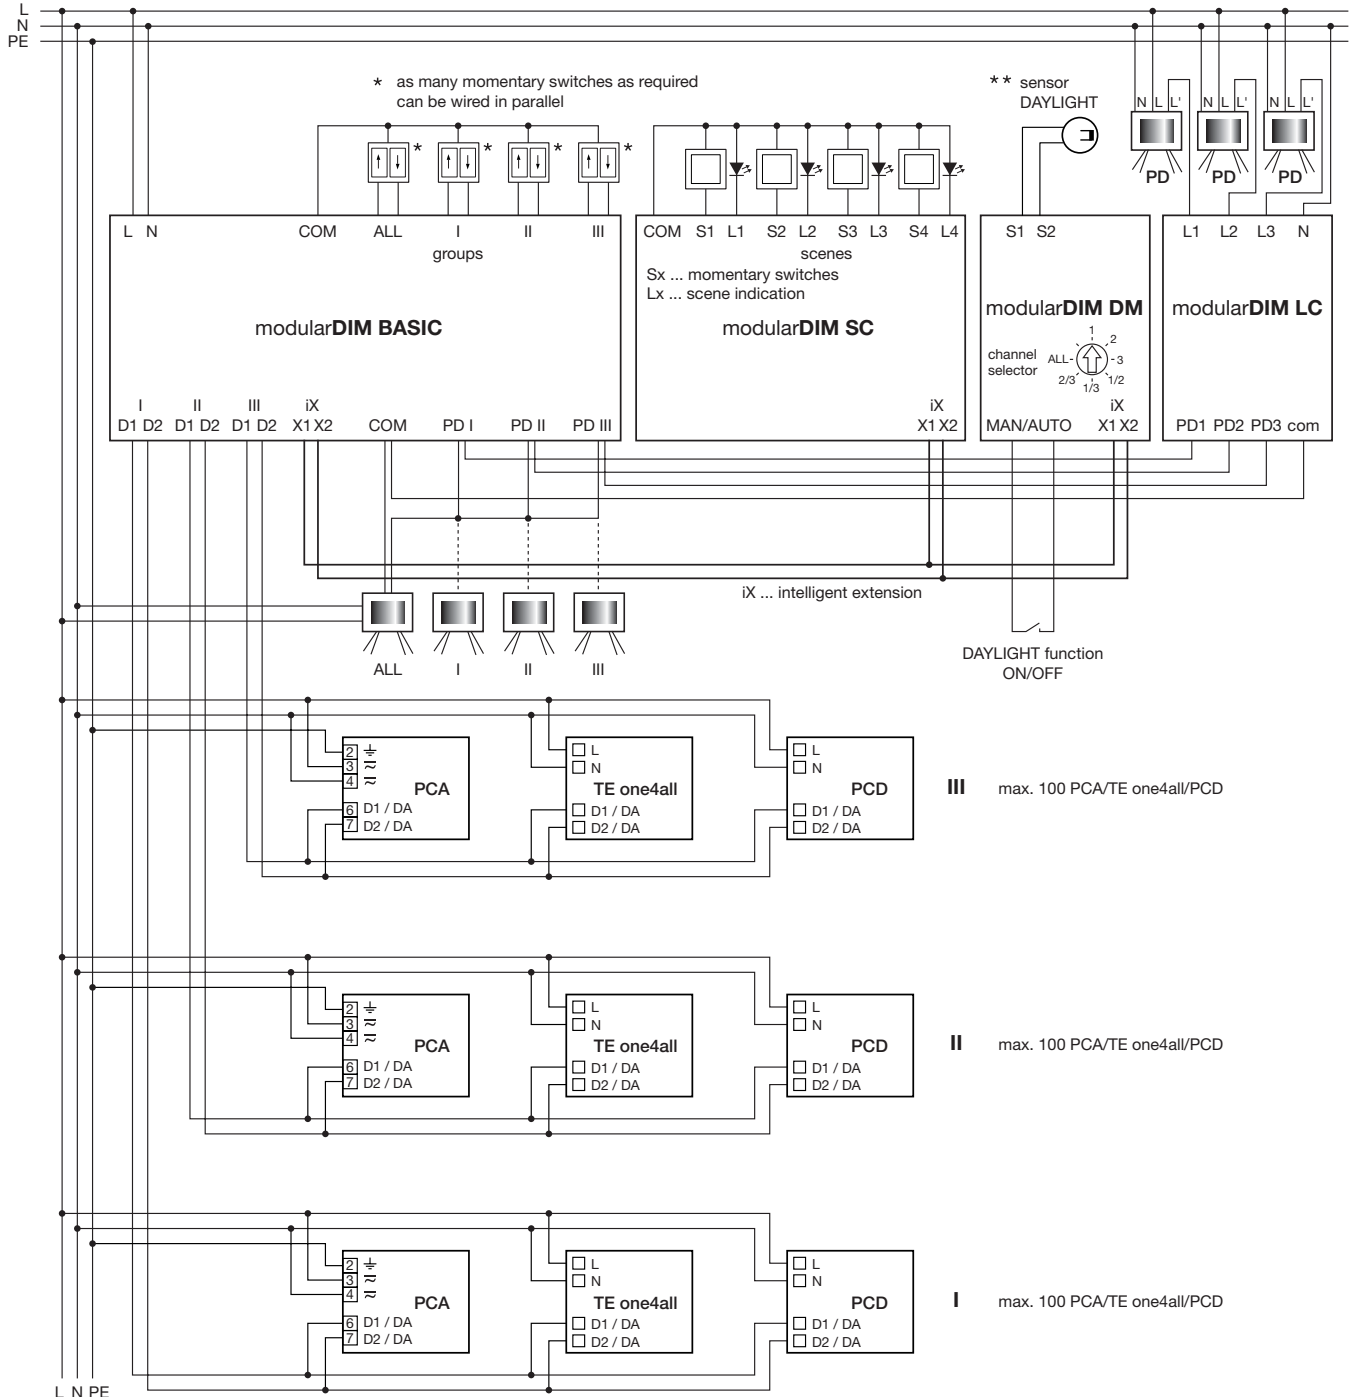 L
N
PE
* as many momentary switches as required
can be wired in parallel
** sensor
DAYLIGHT
N L L' N L L' N L L'
PD PD PD
* * * *
L N COM ALL I II III
groups
modularDIM BASIC
I II III iX
D1 D2 D1 D2 D1 D2 X1 X2 COM PD I PD II PD III
COM S1 L1 S2 L2 S3 L3 S4 L4
scenes
Sx ... momentary switches
Lx ... scene indication
modularDIM SC
iX
X1 X2
S1 S2
modularDIM DM
channel
selector
1
2
3
1/2
1/3
2/3
ALL
iX
MAN/AUTO X1 X2
L1 L2 L3 N
modularDIM LC
PD1 PD2 PD3 com
iX ... intelligent extension
ALL I II III
DAYLIGHT function
ON/OFF
2
3
4
PCA
6 D1 / DA
7 D2 / DA
L
N
TE one4all
D1 / DA
D2 / DA
L
N
PCD
D1 / DA
D2 / DA
III max. 100 PCA/TE one4all/PCD
2
3
4
PCA
6 D1 / DA
7 D2 / DA
L
N
TE one4all
D1 / DA
D2 / DA
L
N
PCD
D1 / DA
D2 / DA
II max. 100 PCA/TE one4all/PCD
2
3
4
PCA
6 D1 / DA
7 D2 / DA
L
N
TE one4all
D1 / DA
D2 / DA
L
N
PCD
D1 / DA
D2 / DA
I max. 100 PCA/TE one4all/PCD
L N PE